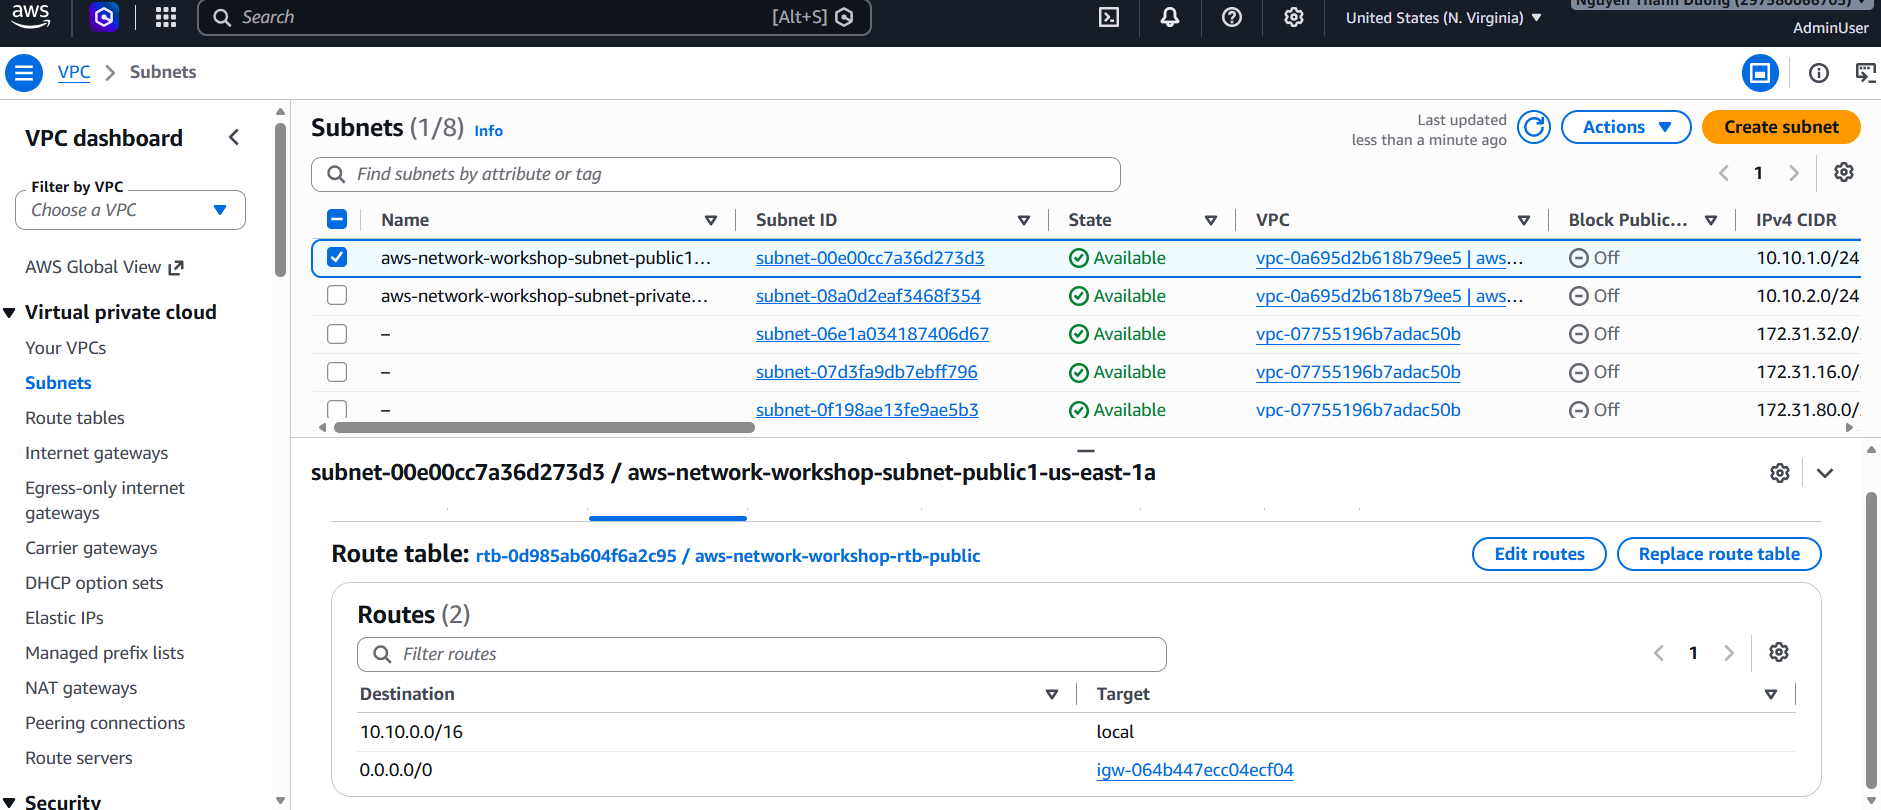 aws
Search
[Alt+S]
United States (N. Virginia)
Nguyen Thanh Duong
AdminUser
VPC
Subnets
VPC dashboard
Filter by VPC
Choose a VPC
AWS Global View
Virtual private cloud
Your VPCs
Subnets
Route tables
Internet gateways
Egress-only internet
gateways
Carrier gateways
DHCP option sets
Elastic IPs
Managed prefix lists
NAT gateways
Peering connections
Route servers
Security
Subnets (1/8) Info
Last updated
less than a minute ago
Actions
Create subnet
Find subnets by attribute or tag
1
Name Subnet ID State VPC Block Public... IPv4 CIDR
aws-network-workshop-subnet-public1... subnet-00e00cc7a36d273d3 Available vpc-0a695d2b618b79ee5 | aws... Off 10.10.1.0/24
aws-network-workshop-subnet-private... subnet-08a0d2eaf3468f354 Available vpc-0a695d2b618b79ee5 | aws... Off 10.10.2.0/24
– subnet-06e1a034187406d67 Available vpc-07755196b7adac50b Off 172.31.32.0/
– subnet-07d3fa9db7ebff796 Available vpc-07755196b7adac50b Off 172.31.16.0/
– subnet-0f198ae13fe9ae5b3 Available vpc-07755196b7adac50b Off 172.31.80.0/
subnet-00e00cc7a36d273d3 / aws-network-workshop-subnet-public1-us-east-1a
Route table: rtb-0d985ab604f6a2c95 / aws-network-workshop-rtb-public
Edit routes
Replace route table
Routes (2)
Filter routes
1
Destination Target
10.10.0.0/16 local
0.0.0.0/0 igw-064b447ecc04ecf04